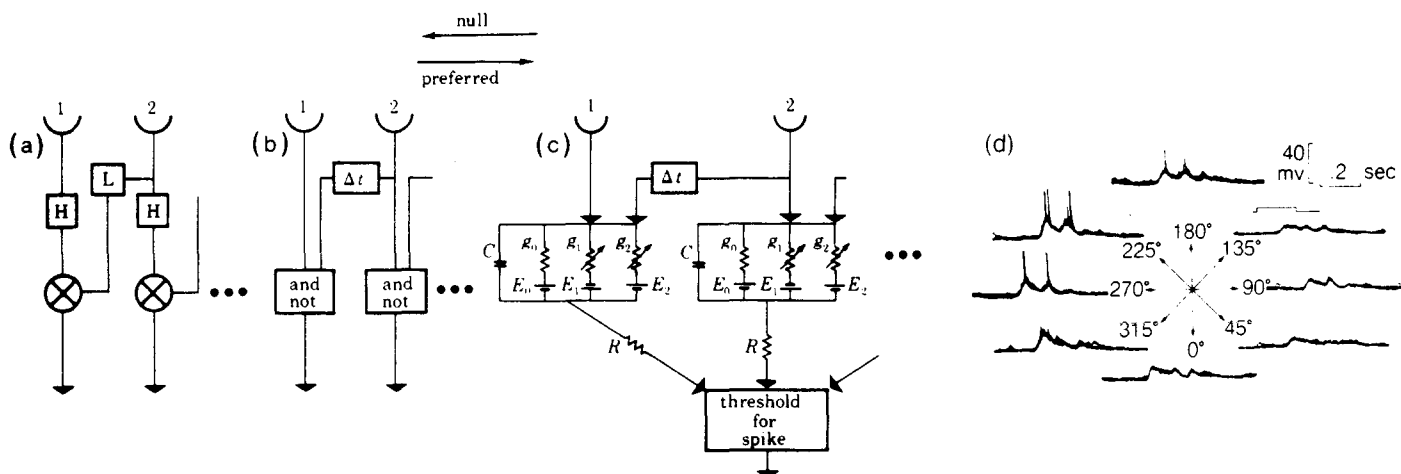 null
preferred
(a)
1
2
L
H
H
(b)
1
2
Δt
and not
and not
(c)
1
2
Δt
C
g₀
g₁
g₂
E₀
E₁
E₂
C
g₀
g₁
g₂
E₀
E₁
E₂
R
R
threshold
for
spike
(d)
40
mv
.2 sec
180°
225°
135°
270°
90°
315°
45°
0°